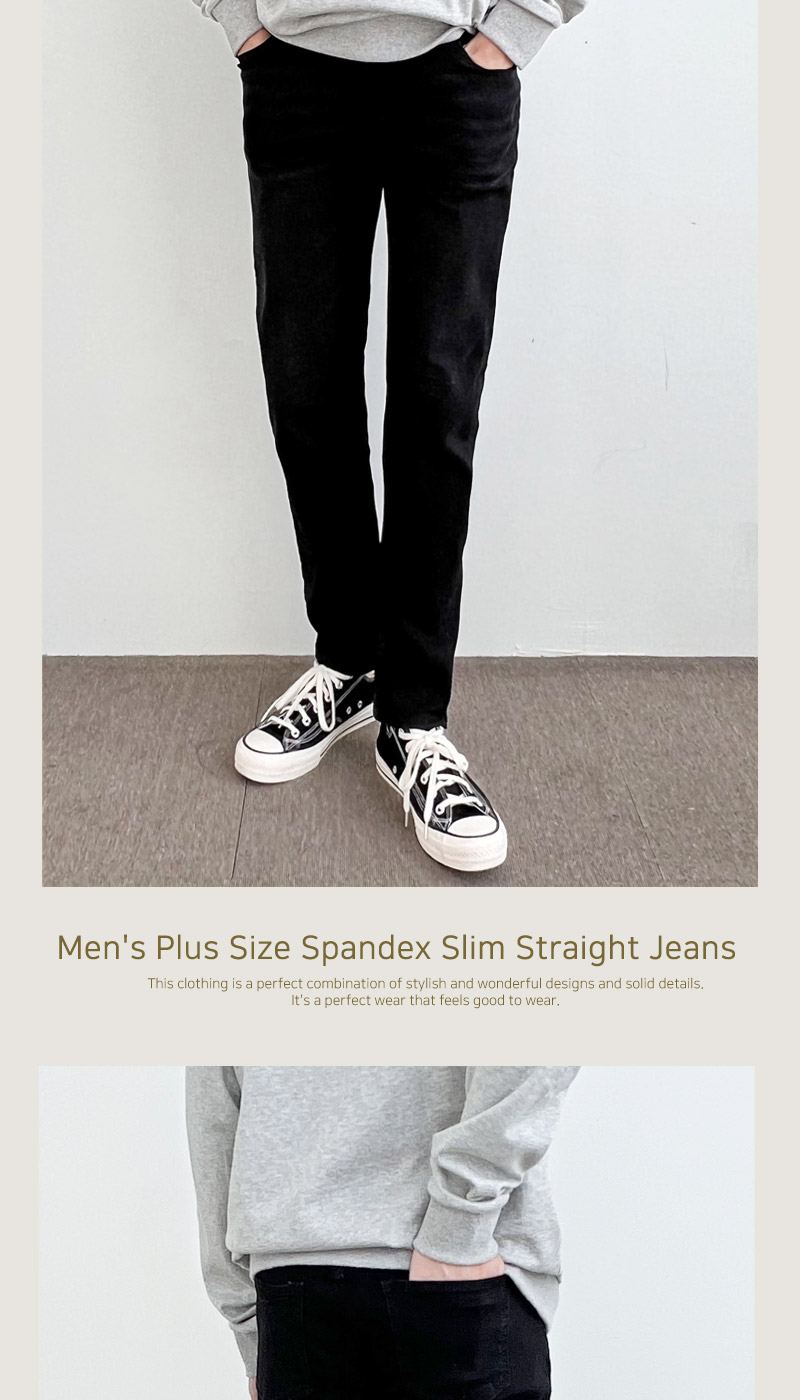 Men's Plus Size Spandex Slim Straight Jeans
This clothing is a perfect combination of stylish and wonderful designs and solid details.
It's a perfect wear that feels good to wear.